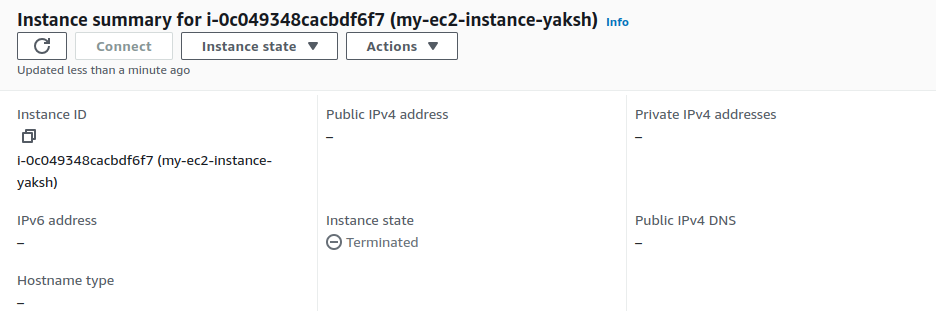 Instance summary for i-0c049348cacbdf6f7 (my-ec2-instance-yaksh) Info
Connect Instance state Actions
Updated less than a minute ago
Instance ID
i-0c049348cacbdf6f7 (my-ec2-instance-
yaksh)
Public IPv4 address
–
Private IPv4 addresses
–
IPv6 address
–
Instance state
Terminated
Public IPv4 DNS
–
Hostname type
–